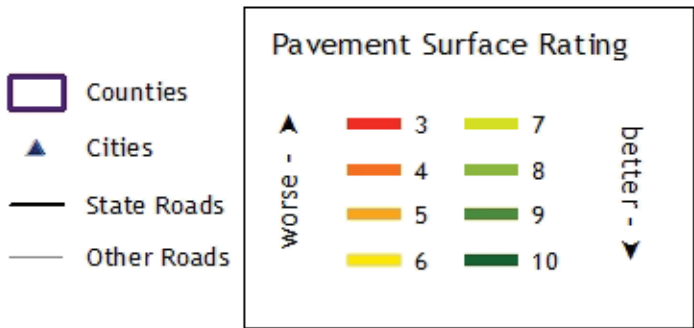 Counties
Cities
State Roads
Other Roads
Pavement Surface Rating
worse -
3
4
5
6
7
8
9
10
better -